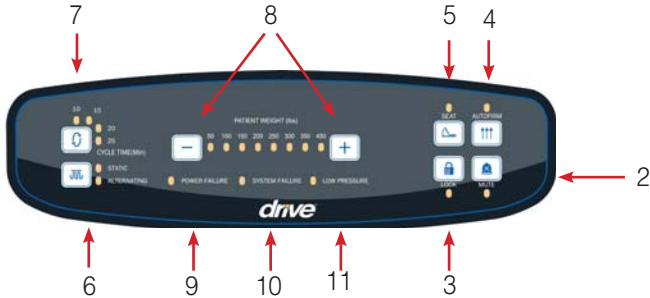 7 8 5 4
10 15
20
25
CYCLE TIME(Min)
PATIENT WEIGHT (lbs)
50 100 150 200 250 300 350 450
SEAT AUTOFIRM
STATIC
ALTERNATING
POWER FAILURE SYSTEM FAILURE LOW PRESSURE
LOCK MUTE
drive
2
6 9 10 11 3